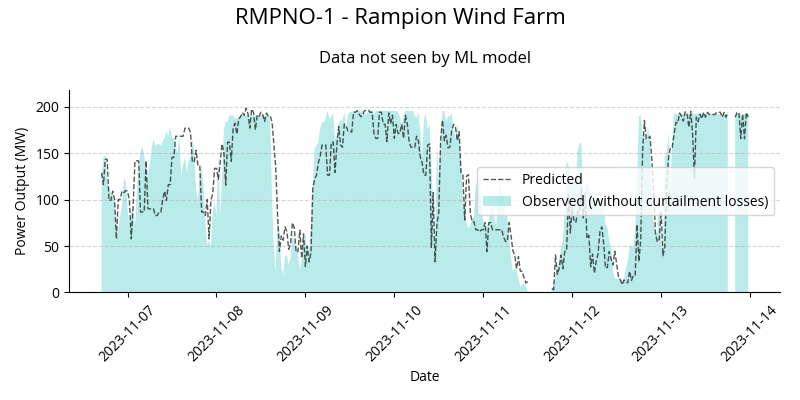 RMPNO-1 - Rampion Wind Farm
Data not seen by ML model
Power Output (MW)
200
150
100
50
0
Predicted
Observed (without curtailment losses)
2023-11-07
2023-11-08
2023-11-09
2023-11-10
2023-11-11
2023-11-12
2023-11-13
2023-11-14
Date